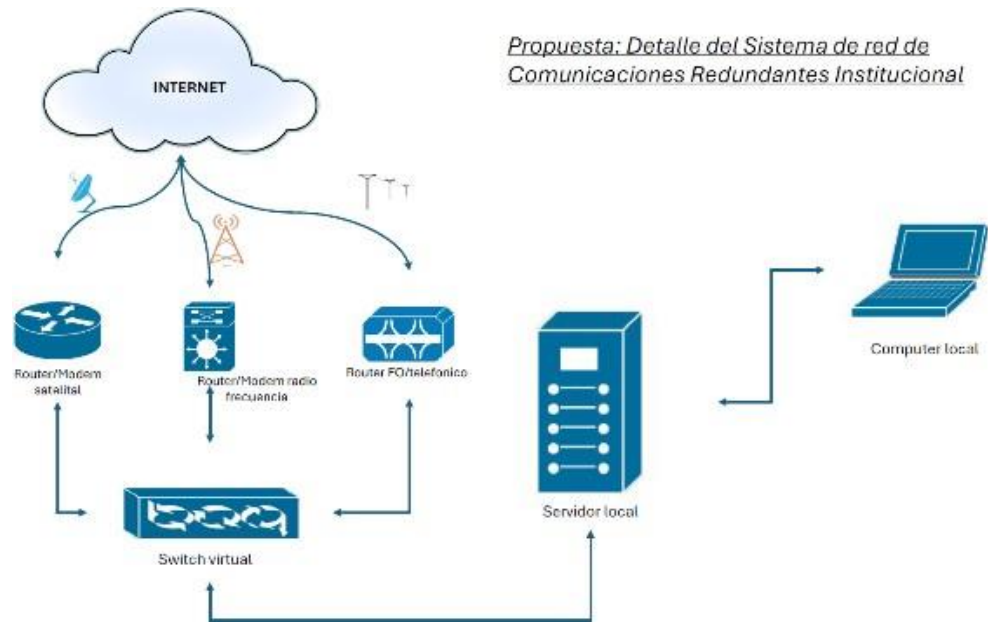 Propuesta: Detalle del Sistema de red de
Comunicaciones Redundantes Institucional
INTERNET
Router/Modem
satelital
Router/Modem radio
frecuencia
Router FO/telefonico
Computer local
Servidor local
Switch virtual